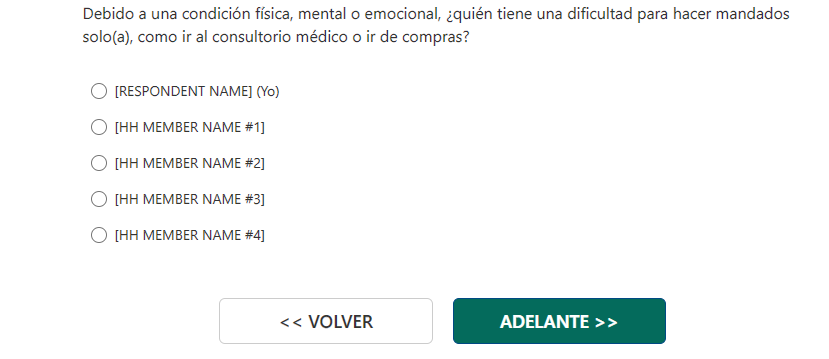 Debido a una condición física, mental o emocional, ¿quién tiene una dificultad para hacer mandados
solo(a), como ir al consultorio médico o ir de compras?
[RESPONDENT NAME] (Yo)
[HH MEMBER NAME #1]
[HH MEMBER NAME #2]
[HH MEMBER NAME #3]
[HH MEMBER NAME #4]
<< VOLVER
ADELANTE >>